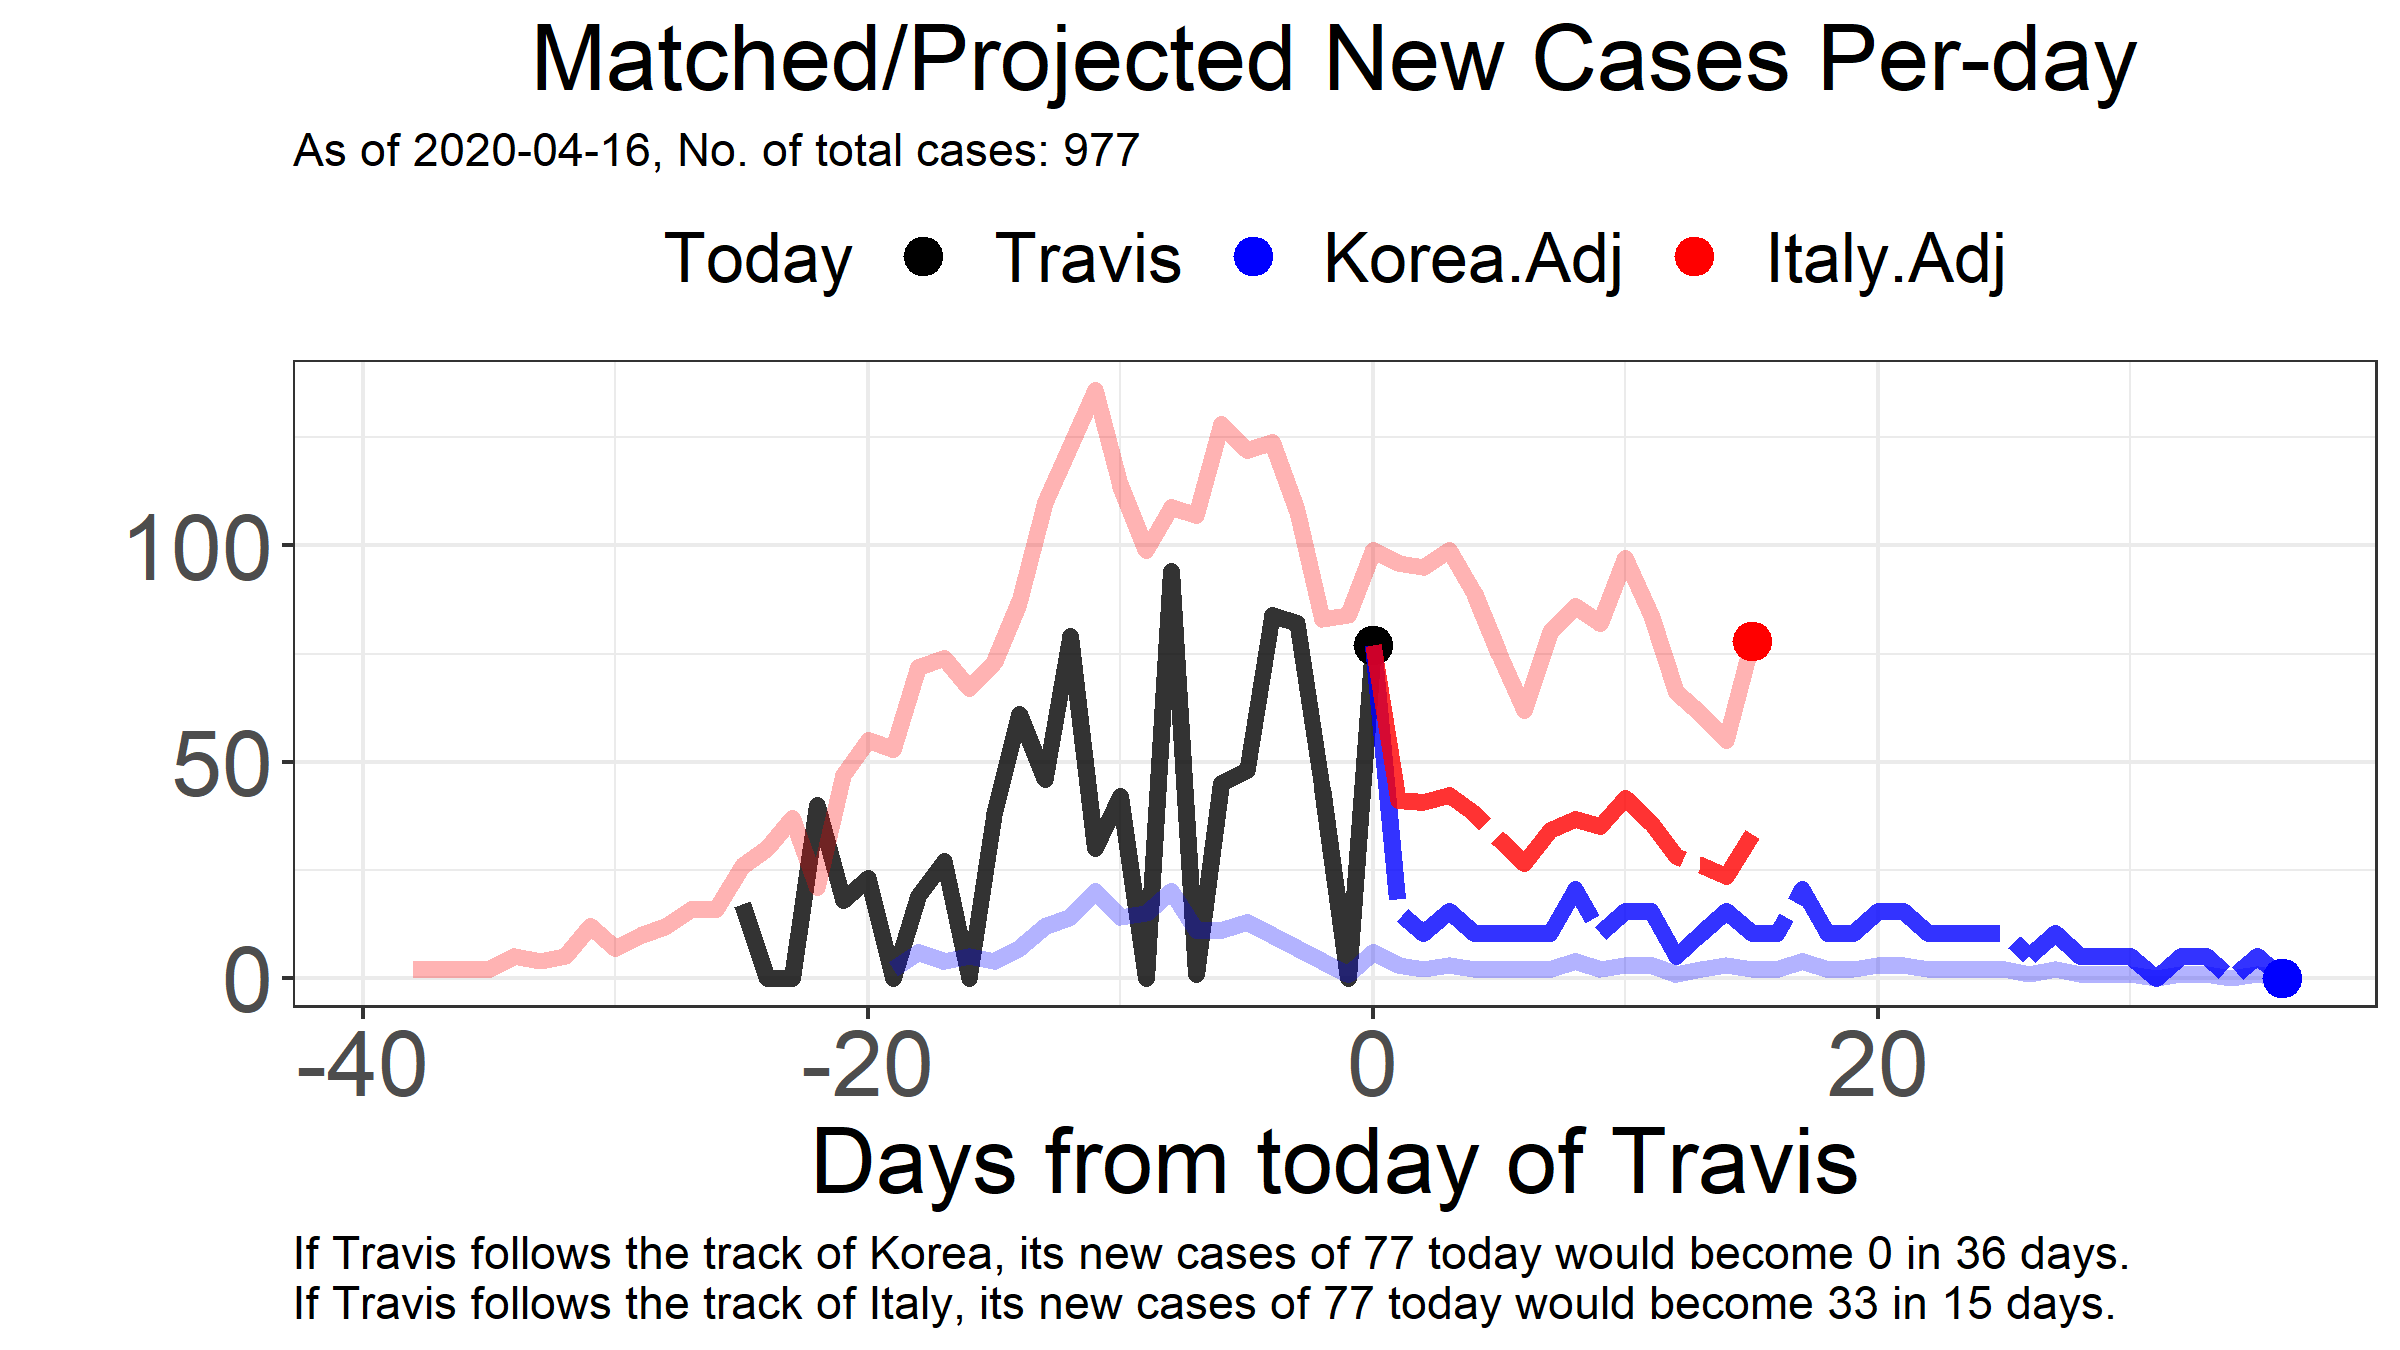 Matched/Projected New Cases Per-day
As of 2020-04-16, No. of total cases: 977
Today Travis Korea.Adj Italy.Adj
100
50
0
-40 -20 0 20
Days from today of Travis
If Travis follows the track of Korea, its new cases of 77 today would become 0 in 36 days.
If Travis follows the track of Italy, its new cases of 77 today would become 33 in 15 days.